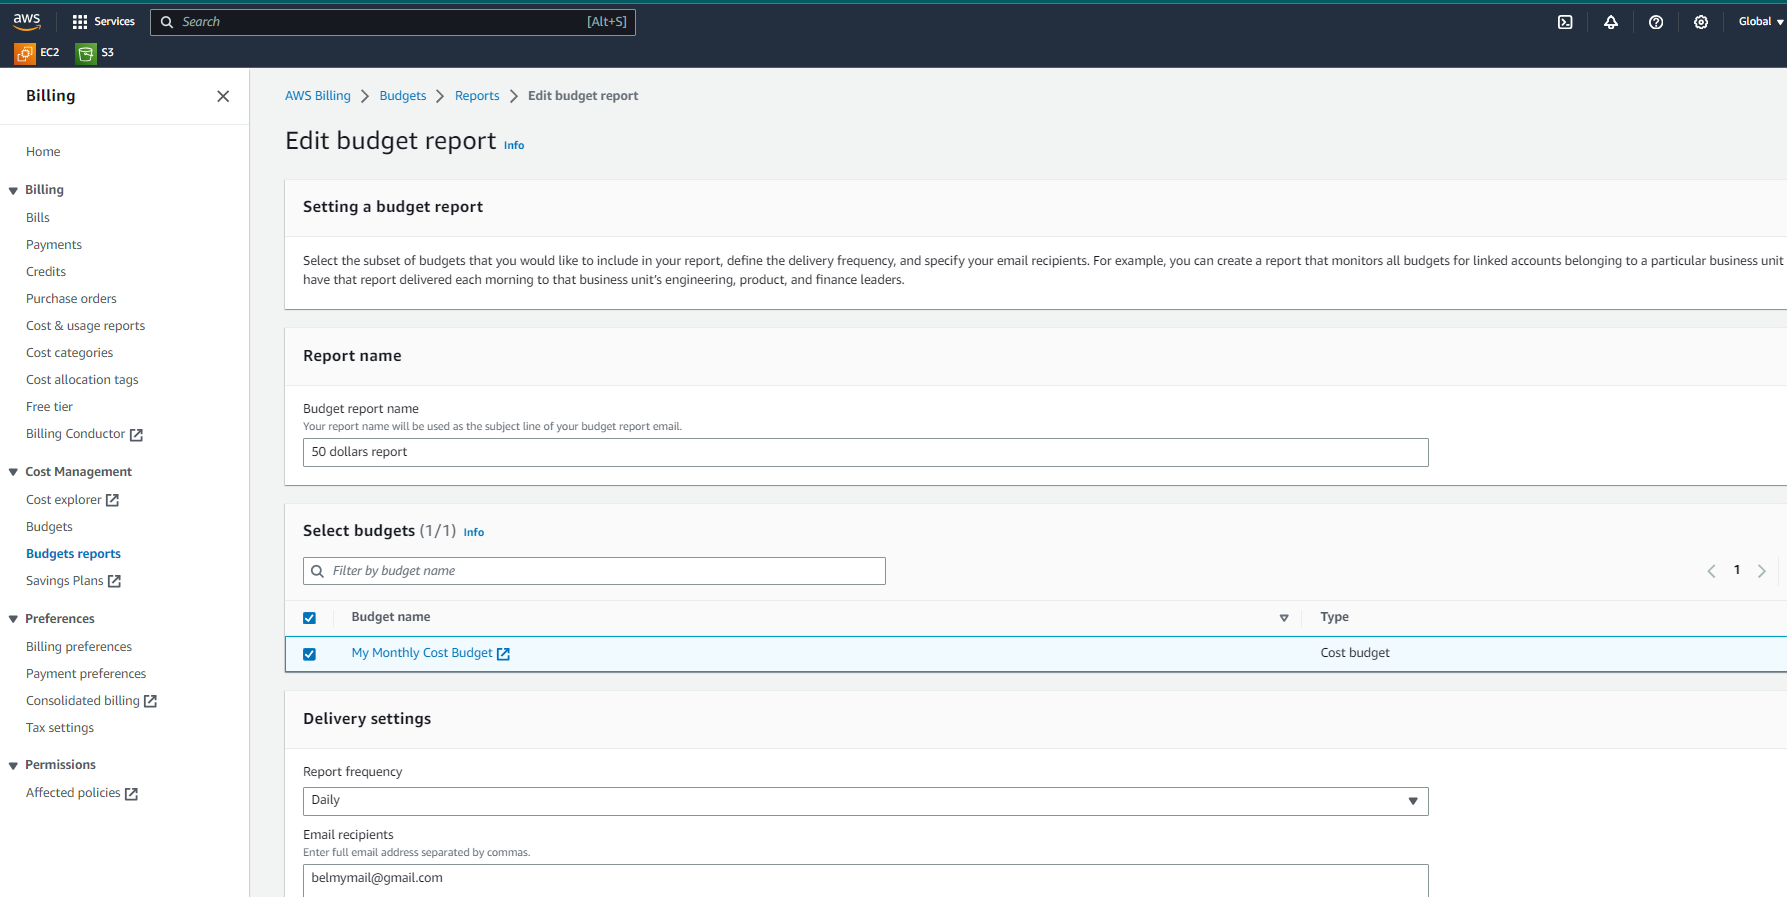 aws
Services
Search
[Alt+S]
Global
EC2
S3
Billing
Home
Billing
Bills
Payments
Credits
Purchase orders
Cost & usage reports
Cost categories
Cost allocation tags
Free tier
Billing Conductor
Cost Management
Cost explorer
Budgets
Budgets reports
Savings Plans
Preferences
Billing preferences
Payment preferences
Consolidated billing
Tax settings
Permissions
Affected policies
AWS Billing > Budgets > Reports > Edit budget report
Edit budget report Info
Setting a budget report
Select the subset of budgets that you would like to include in your report, define the delivery frequency, and specify your email recipients. For example, you can create a report that monitors all budgets for linked accounts belonging to a particular business unit
have that report delivered each morning to that business unit's engineering, product, and finance leaders.
Report name
Budget report name
Your report name will be used as the subject line of your budget report email.
50 dollars report
Select budgets (1/1) Info
Filter by budget name
1
Budget name
Type
My Monthly Cost Budget
Cost budget
Delivery settings
Report frequency
Daily
Email recipients
Enter full email address separated by commas.
belmymail@gmail.com